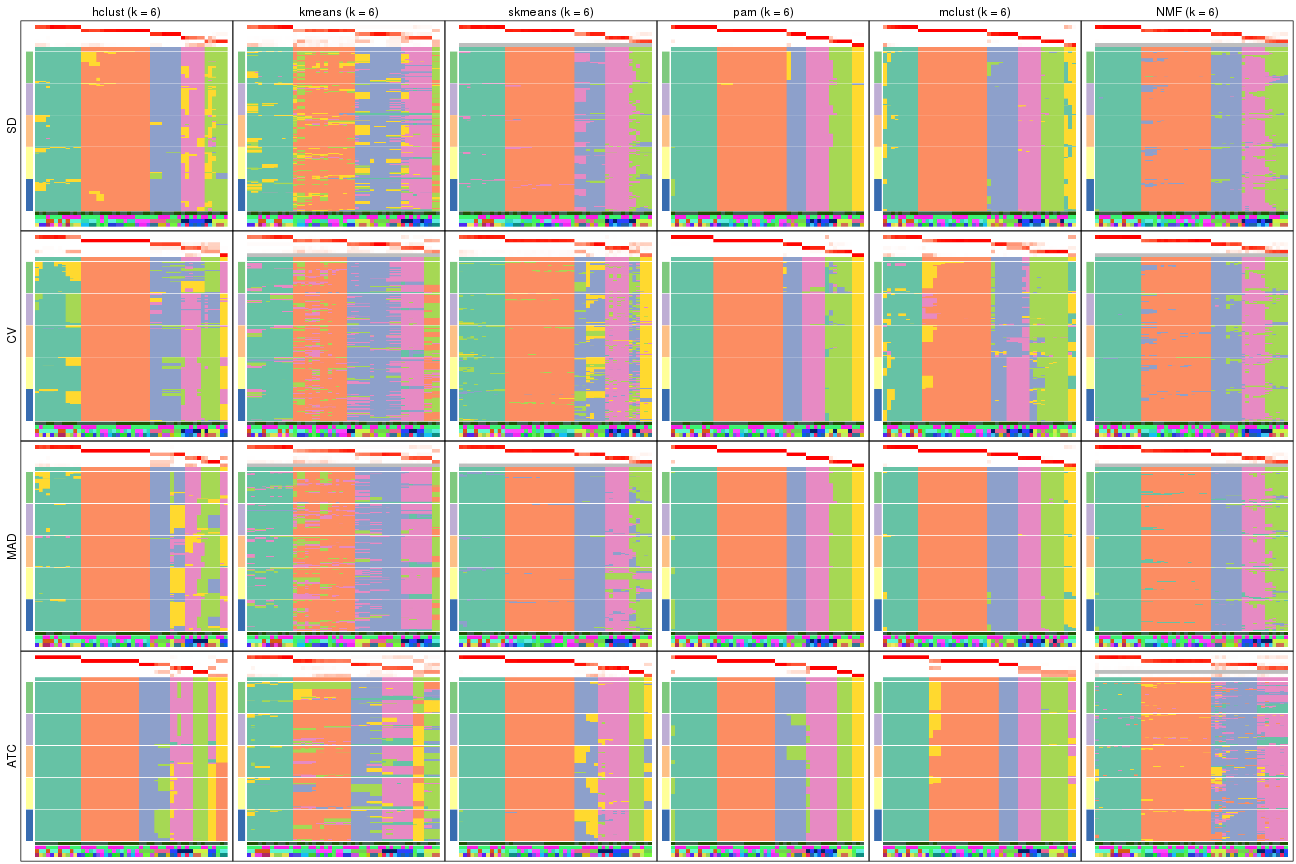 hclust (k = 6)
kmeans (k = 6)
skmeans (k = 6)
pam (k = 6)
mclust (k = 6)
NMF (k = 6)
SD
CV
MAD
ATC